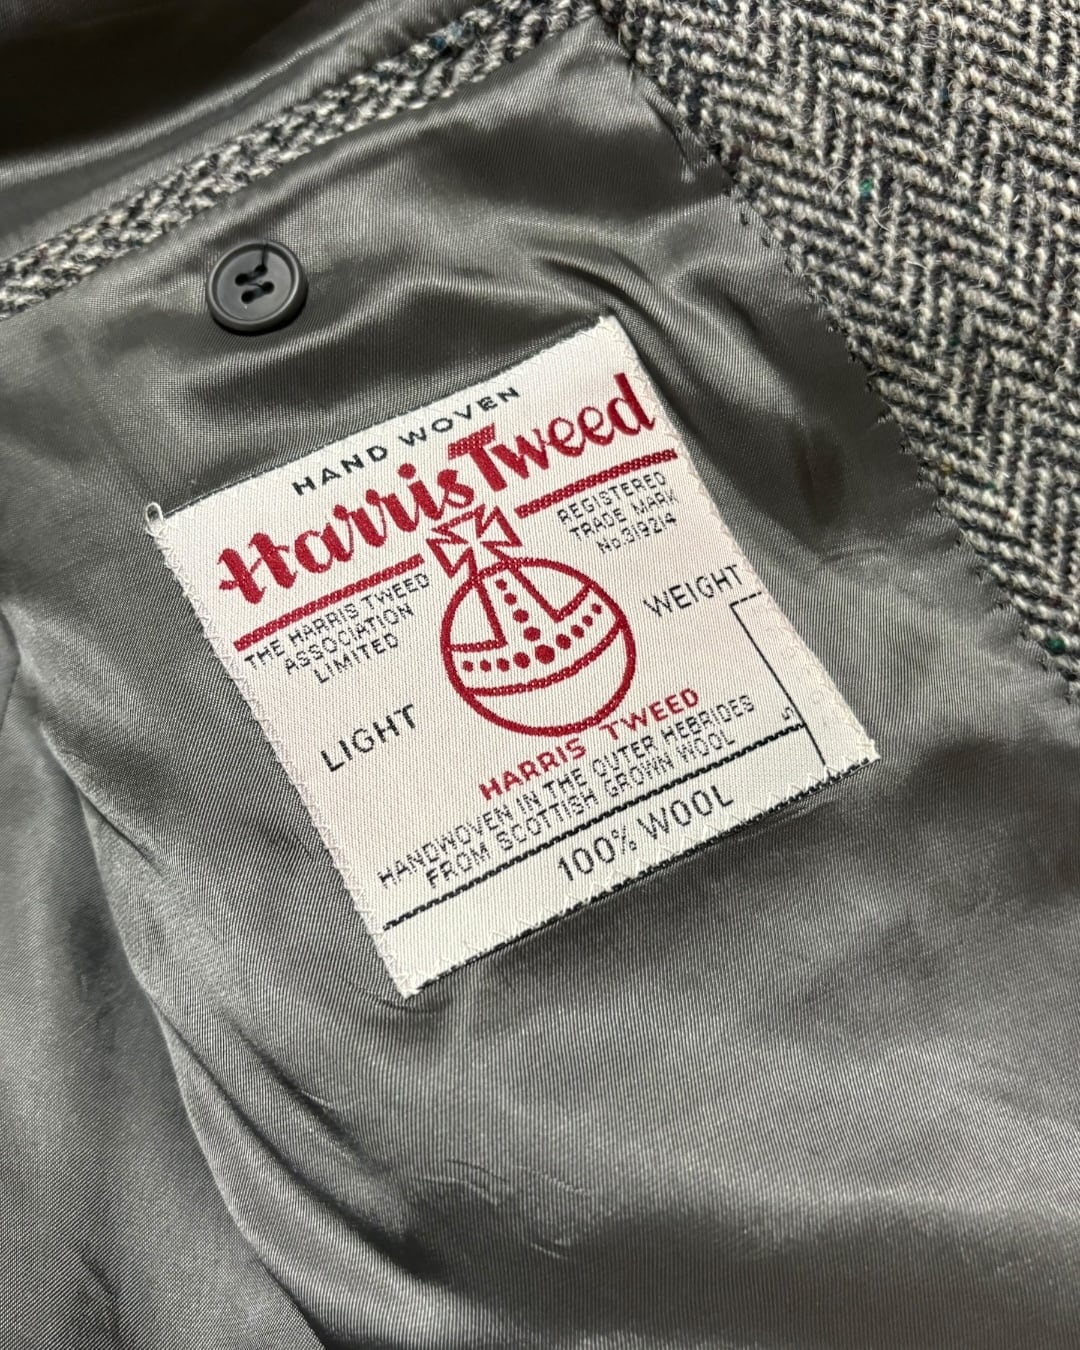 HAND WOVEN
Harris Tweed
THE HARRIS TWEED
ASSOCIATION
LIMITED
REGISTERED
TRADE MARK
No.319214
LIGHT WEIGHT
HARRIS TWEED
HANDWOVEN IN THE OUTER HEBRIDES
FROM SCOTTISH GROWN WOOL
100% WOOL